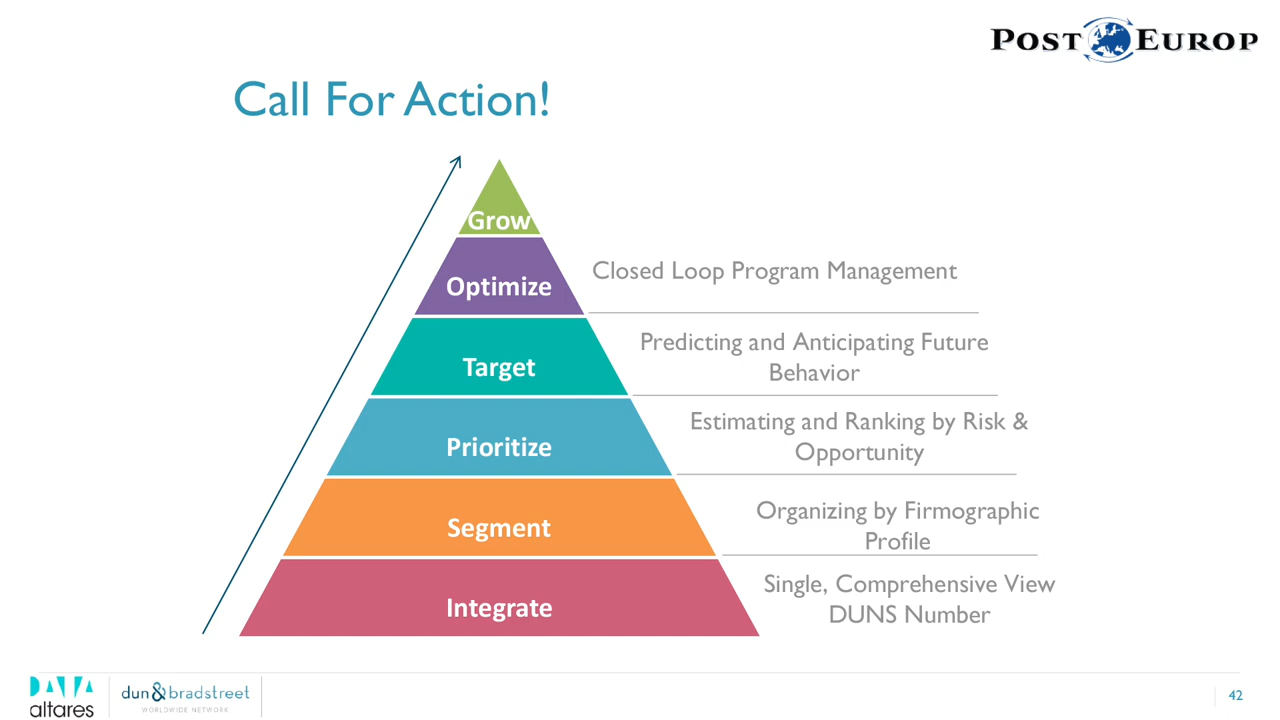 POST EUROP
Call For Action!
Grow
Optimize
Closed Loop Program Management
Target
Predicting and Anticipating Future
Behavior
Prioritize
Estimating and Ranking by Risk &
Opportunity
Segment
Organizing by Firmographic
Profile
Integrate
Single, Comprehensive View
DUNS Number
DATA
altares
dun & bradstreet
WORLDWIDE NETWORK
42